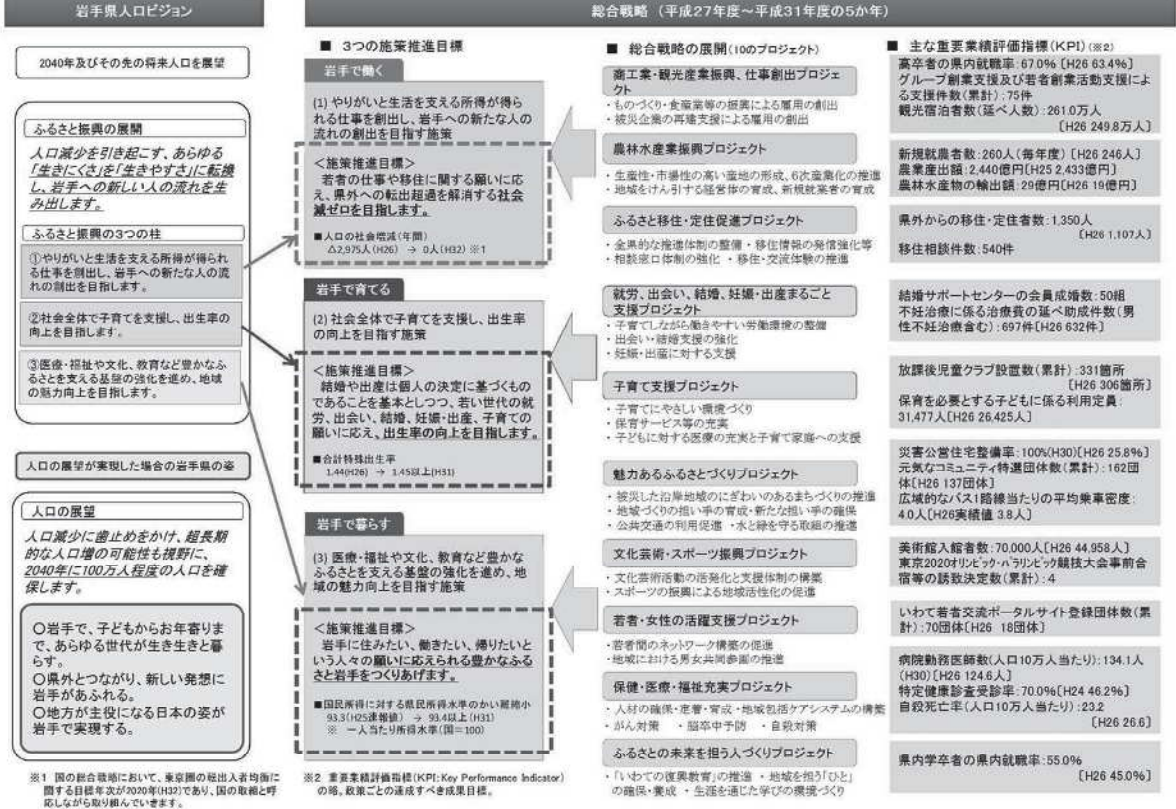 岩手県人口ビジョン
総合戦略（平成27年度～平成31年度の5か年）
2040年及びその先の将来人口を展望
ふるさと振興の展開
人口減少を引き起こす、あらゆる
「生きにくさ」を「生きやすさ」に転換
し、岩手への新しい人の流れを生
み出します。
ふるさと振興の3つの柱
①やりがいと生活を支える所得が得られ
る仕事を創出し、岩手への新たな人の流
れの創出を目指します。
②社会全体で子育てを支援し、出生率
の向上を目指します。
③医療・福祉や文化、教育など豊かなふ
るさとを支える基盤の強化を進め、地域
の魅力向上を目指します。
人口の展望が実現した場合の岩手県の姿
人口の展望
人口減少に歯止めをかけ、超長期
的な人口増の可能性も視野に、
2040年に100万人程度の人口を確
保します。
○岩手で、子どもからお年寄りま
で、あらゆる世代が生き生きと暮
らす。
○県外とつながり、新しい発想に
岩手があふれる。
○地方が主役になる日本の姿が
岩手で実現する。
※1 国の総合戦略において、東京圏の転出入者均衡に
関する目標年次が2020年(H32)であり、国の取組と呼
応しながら取り組んでいきます。
■ 3つの施策推進目標
岩手で働く
(1) やりがいと生活を支える所得が得ら
れる仕事を創出し、岩手への新たな人の
流れの創出を目指す施策
＜施策推進目標＞
若者の仕事や移住に関する願いに応
え、県外への転出超過を解消する社会
減ゼロを目指します。
■人口の社会増減(年間)
△2,975人(H26) → 0人(H32) ※1
岩手で育てる
(2) 社会全体で子育てを支援し、出生率
の向上を目指す施策
＜施策推進目標＞
結婚や出産は個人の決定に基づくもの
であることを基本としつつ、若い世代の就
労、出会い、結婚、妊娠・出産、子育ての
願いに応え、出生率の向上を目指します。
■合計特殊出生率
1.44(H26) → 1.45以上(H31)
岩手で暮らす
(3) 医療・福祉や文化、教育など豊かな
ふるさとを支える基盤の強化を進め、地
域の魅力向上を目指す施策
＜施策推進目標＞
岩手に住みたい、働きたい、帰りたいと
いう人々の願いに応えられる豊かなふる
さと岩手をつくりあげます。
■国民所得に対する県民所得水準のかい離縮小
93.3(H25速報値) → 93.4以上(H31)
※ 一人当たり所得水準(国=100)
※2 重要業績評価指標(KPI:Key Performance Indicator)
の略。政策ごとの達成すべき成果目標。
■ 総合戦略の展開(10のプロジェクト)
商工業・観光産業振興、仕事創出プロジェ
クト
・ものづくり・食産業等の振興による雇用の創出
・被災企業の再建支援による雇用の創出
農林水産業振興プロジェクト
・生産性・市場性の高い産地の形成、6次産業化の推進
・地域をけん引する経営体の育成、新規就業者の育成
ふるさと移住・定住促進プロジェクト
・全県的な推進体制の整備 ・移住情報の発信強化等
・相談窓口体制の強化 ・移住・交流体験の推進
就労、出会い、結婚、妊娠・出産まるごと
支援プロジェクト
・子育てしながら働きやすい労働環境の整備
・出会い・結婚支援の強化
・妊娠・出産に対する支援
子育て支援プロジェクト
・子育てにやさしい環境づくり
・保育サービス等の充実
・子どもに対する医療の充実と子育て家庭への支援
魅力あるふるさとづくりプロジェクト
・被災した沿岸地域のにぎわいのあるまちづくりの推進
・地域づくりの担い手の育成・新たな担い手の確保
・公共交通の利用促進 ・水と緑を守る取組の推進
文化芸術・スポーツ振興プロジェクト
・文化芸術活動の活発化と支援体制の構築
・スポーツの振興による地域活性化の促進
若者・女性の活躍支援プロジェクト
・若者間のネットワーク構築の促進
・地域における男女共同参画の推進
保健・医療・福祉充実プロジェクト
・人材の確保・定着・育成 ・地域包括ケアシステムの構築
・がん対策 ・脳卒中予防 ・自殺対策
ふるさとの未来を担う人づくりプロジェクト
・「いわての復興教育」の推進 ・地域を担う「ひと」
の確保・養成 ・生涯を通じた学びの環境づくり
■ 主な重要業績評価指標(KPI)(※2)
高卒者の県内就職率:67.0%〔H26 63.4%〕
グループ創業支援及び若者創業活動支援によ
る支援件数(累計):75件
観光宿泊者数(延べ人数):261.0万人
〔H26 249.8万人〕
新規就農者数:260人(毎年度)〔H26 246人〕
農業産出額:2,440億円〔H25 2,433億円〕
農林水産物の輸出額:29億円〔H26 19億円〕
県外からの移住・定住者数:1,350人
〔H26 1,107人〕
移住相談件数:540件
結婚サポートセンターの会員成婚数:50組
不妊治療に係る治療費の延べ助成件数(男
性不妊治療含む):697件〔H26 632件〕
放課後児童クラブ設置数(累計):331箇所
〔H26 306箇所〕
保育を必要とする子どもに係る利用定員:
31,477人〔H26 26,425人〕
災害公営住宅整備率:100%(H30)〔H26 25.8%〕
元気なコミュニティ特選団体数(累計):162団
体〔H26 137団体〕
広域的なバス1路線当たりの平均乗車密度:
4.0人〔H26実績値 3.8人〕
美術館入館者数:70,000人〔H26 44,958人〕
東京2020オリンピック・パラリンピック競技大会事前合
宿等の誘致決定数(累計):4
いわて若者交流ポータルサイト登録団体数(累
計):70団体〔H26 18団体〕
病院勤務医師数(人口10万人当たり):134.1人
(H30)〔H26 124.6人〕
特定健康診査受診率:70.0%〔H24 46.2%〕
自殺死亡率(人口10万人当たり):23.2
〔H26 26.6〕
県内学卒者の県内就職率:55.0%
〔H26 45.0%〕